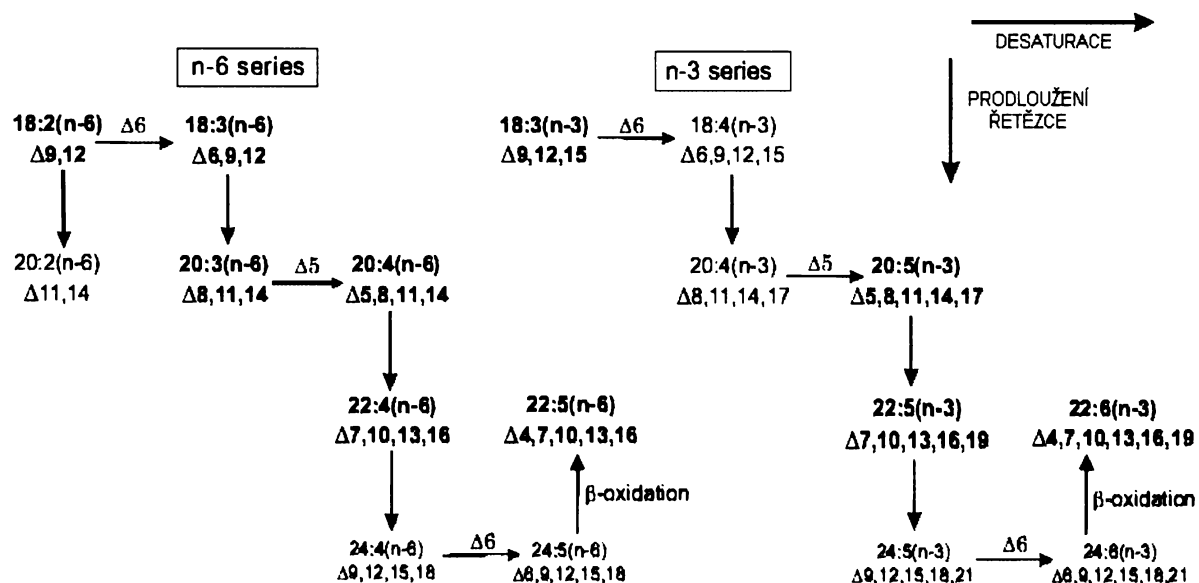 DESATURACE
n-6 series
n-3 series
PRODLOUŽENÍ
ŘETĚZCE
18:2(n-6) Δ6 18:3(n-6) 18:3(n-3) Δ6 18:4(n-3)
Δ9,12 Δ6,9,12 Δ9,12,15 Δ6,9,12,15
20:2(n-6) 20:3(n-6) Δ5 20:4(n-6) 20:4(n-3) Δ5 20:5(n-3)
Δ11,14 Δ8,11,14 Δ5,8,11,14 Δ8,11,14,17 Δ5,8,11,14,17
22:4(n-6) 22:5(n-6) 22:5(n-3) 22:6(n-3)
Δ7,10,13,16 Δ4,7,10,13,16 Δ7,10,13,16,19 Δ4,7,10,13,16,19
β-oxidation β-oxidation
24:4(n-6) Δ6 24:5(n-6) 24:5(n-3) Δ6 24:6(n-3)
Δ9,12,15,18 Δ6,9,12,15,18 Δ9,12,15,18,21 Δ6,9,12,15,18,21